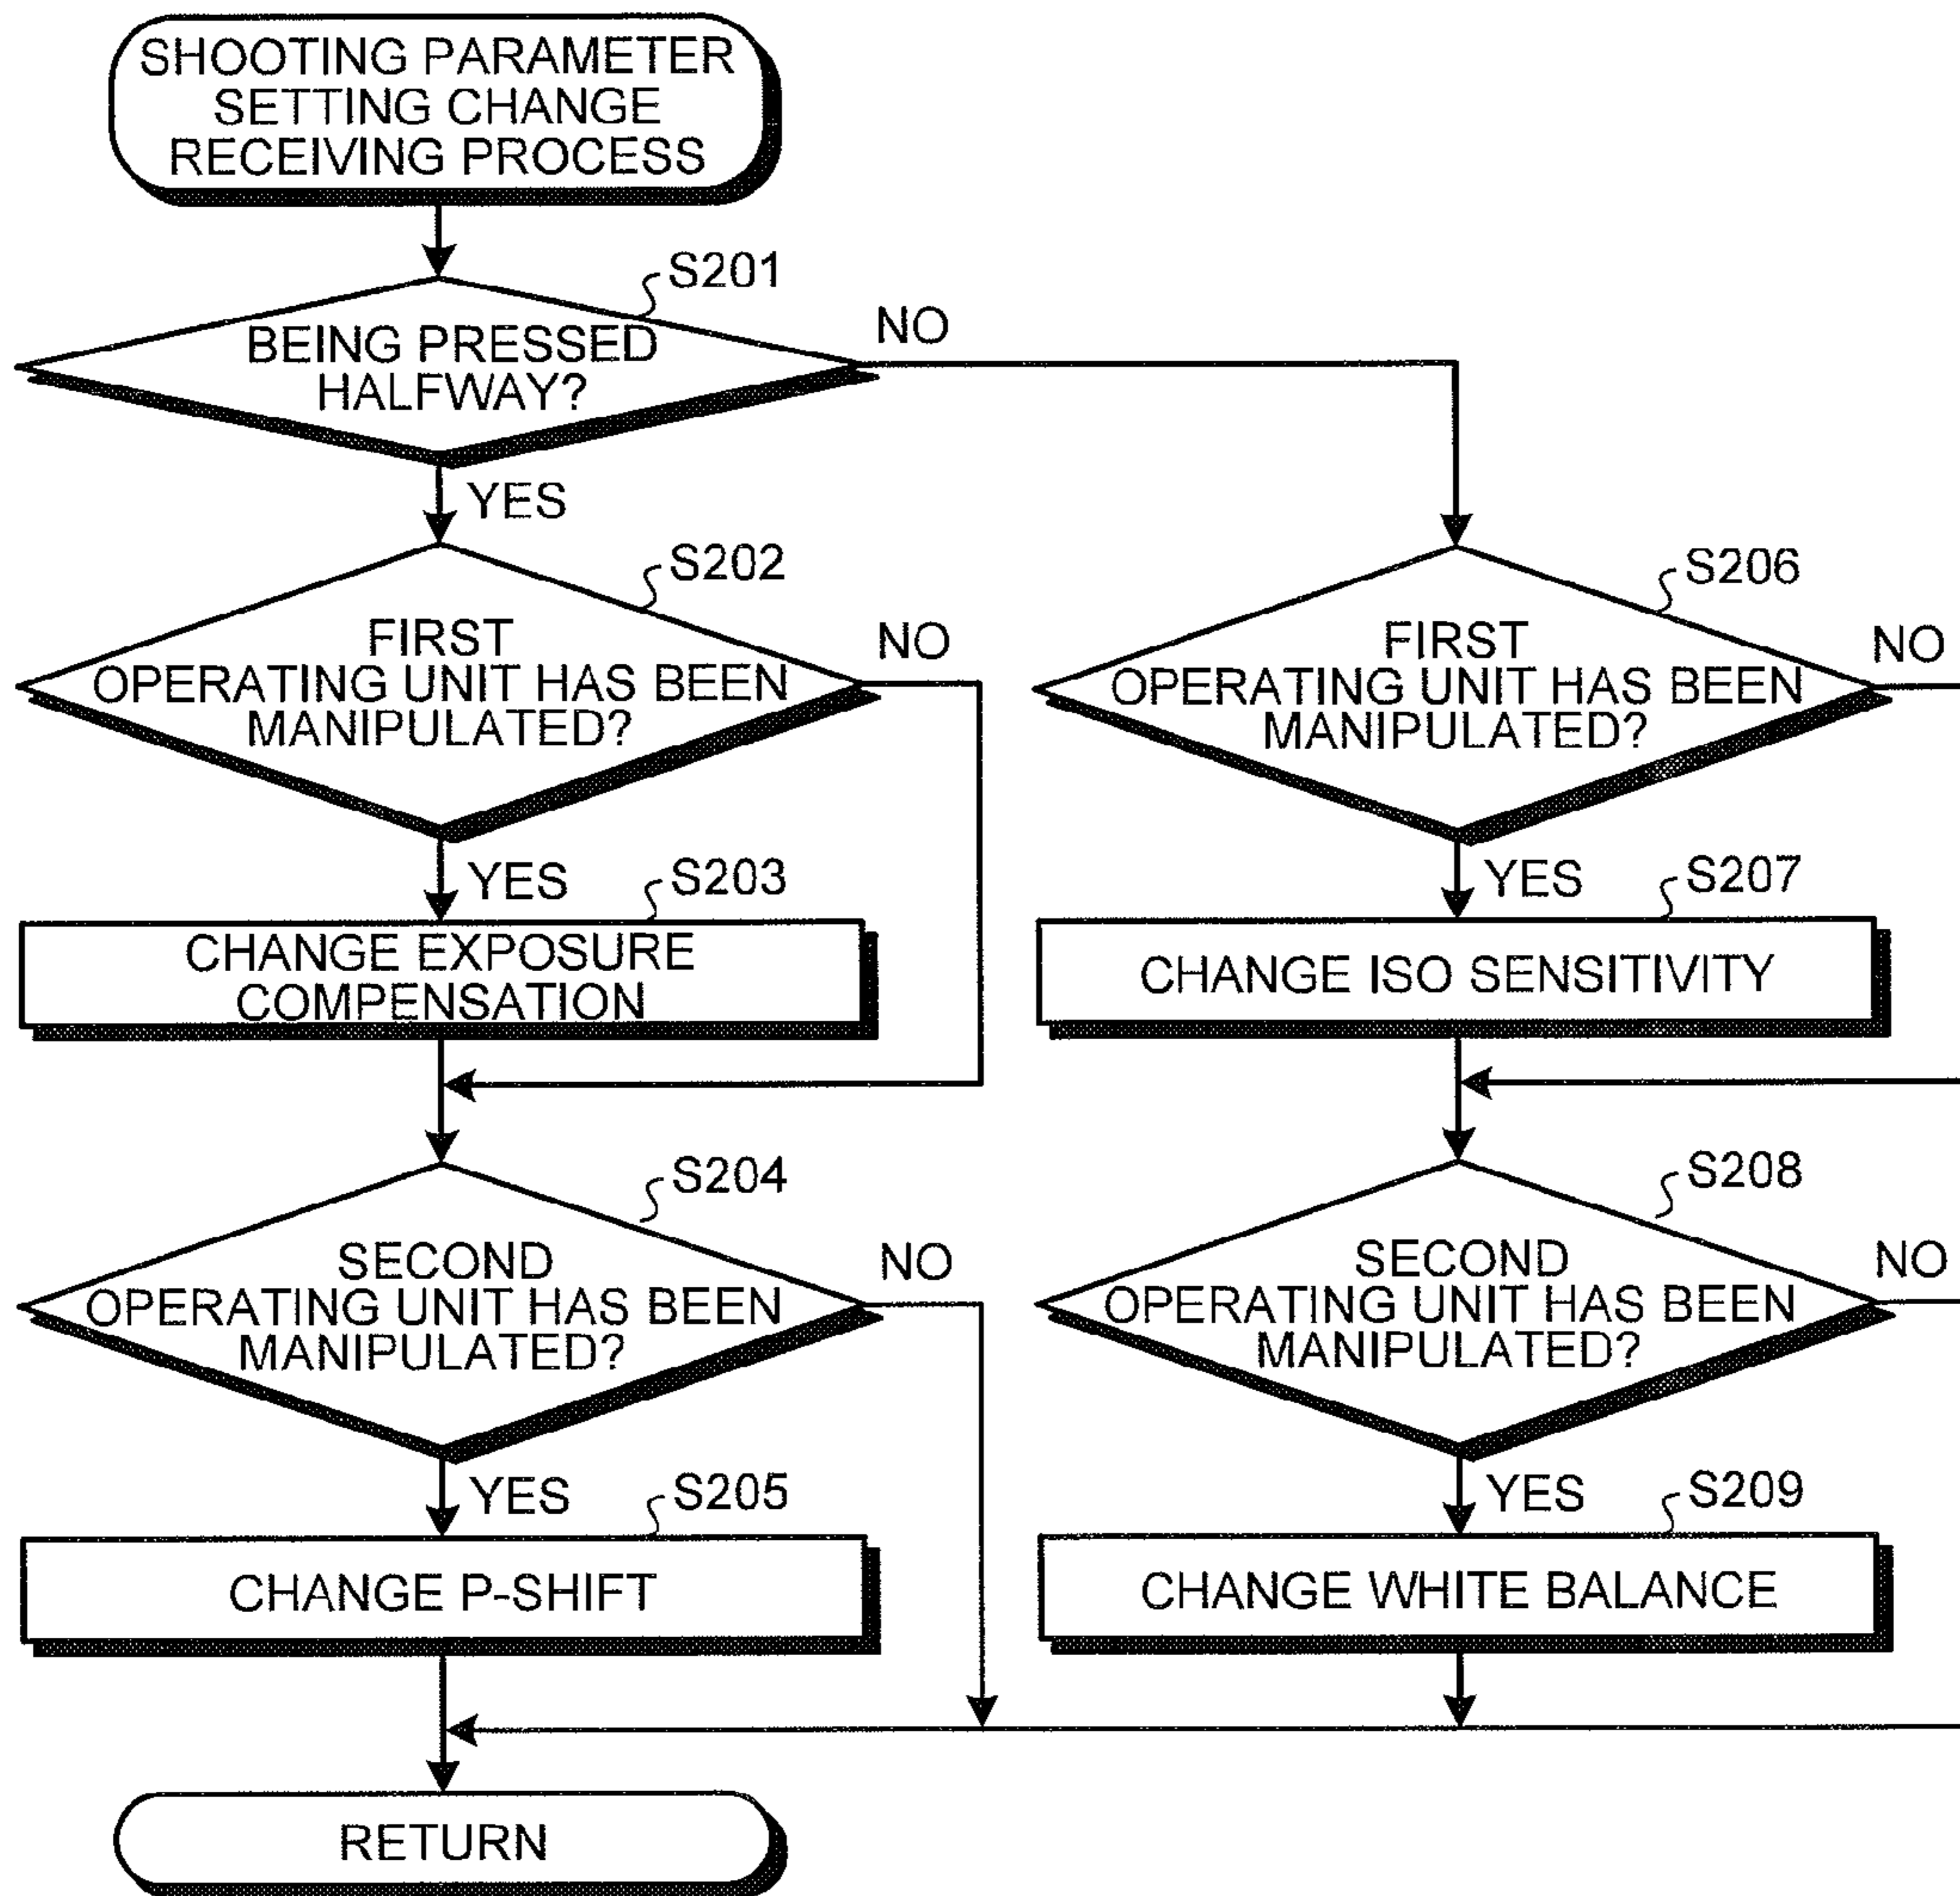 SHOOTING PARAMETER
SETTING CHANGE
RECEIVING PROCESS
S201
BEING PRESSED
HALFWAY?
NO
YES
S202
FIRST
OPERATING UNIT HAS BEEN
MANIPULATED?
NO
YES
S203
CHANGE EXPOSURE
COMPENSATION
S204
SECOND
OPERATING UNIT HAS BEEN
MANIPULATED?
NO
YES
S205
CHANGE P-SHIFT
S206
FIRST
OPERATING UNIT HAS BEEN
MANIPULATED?
NO
YES
S207
CHANGE ISO SENSITIVITY
S208
SECOND
OPERATING UNIT HAS BEEN
MANIPULATED?
NO
YES
S209
CHANGE WHITE BALANCE
RETURN